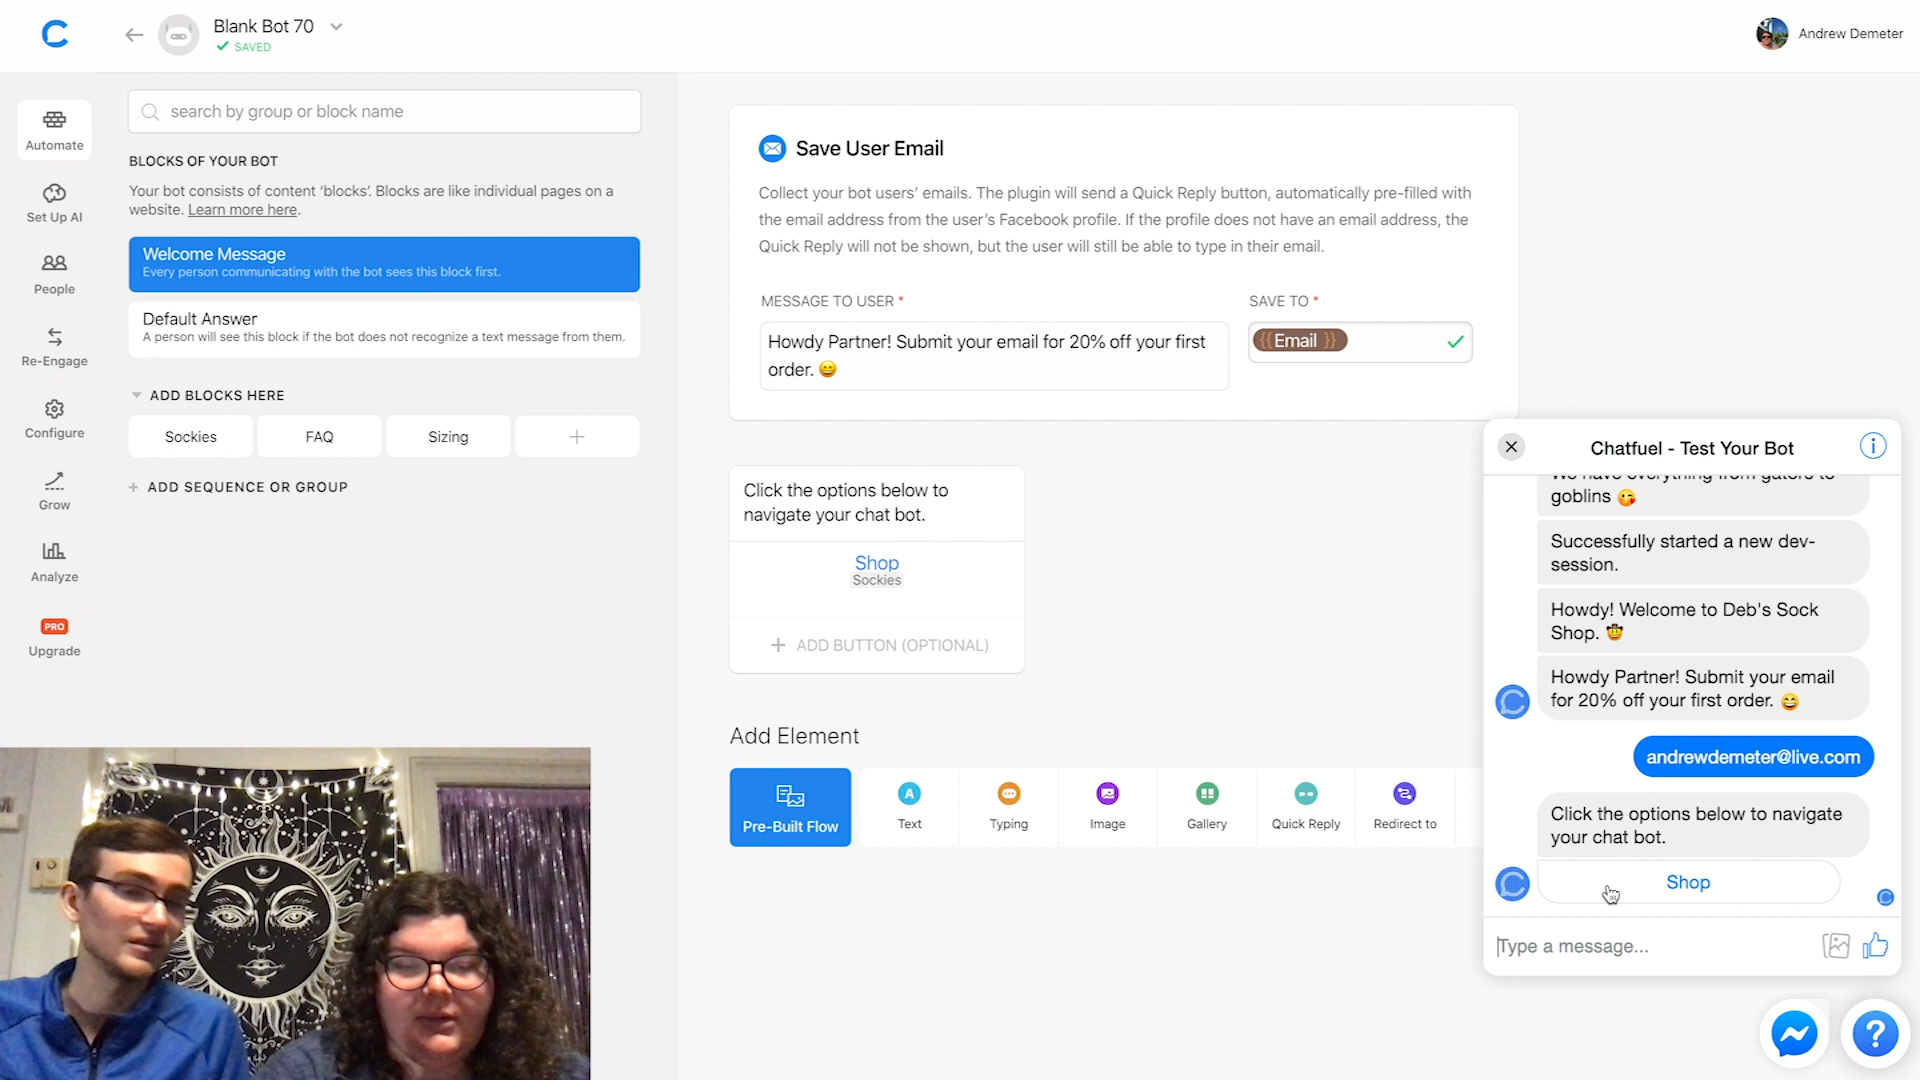 Blank Bot 70
SAVED
Andrew Demeter
Automate
Set Up AI
People
Re-Engage
Configure
Grow
Analyze
PRO
Upgrade
search by group or block name
BLOCKS OF YOUR BOT
Your bot consists of content ‘blocks’. Blocks are like individual pages on a
website. Learn more here.
Welcome Message
Every person communicating with the bot sees this block first.
Default Answer
A person will see this block if the bot does not recognize a text message from them.
ADD BLOCKS HERE
Sockies
FAQ
Sizing
+
+ ADD SEQUENCE OR GROUP
Save User Email
Collect your bot users’ emails. The plugin will send a Quick Reply button, automatically pre-filled with
the email address from the user’s Facebook profile. If the profile does not have an email address, the
Quick Reply will not be shown, but the user will still be able to type in their email.
MESSAGE TO USER *
Howdy Partner! Submit your email for 20% off your first
order. 😄
SAVE TO *
{{Email}}
Click the options below to
navigate your chat bot.
Shop
Sockies
+ ADD BUTTON (OPTIONAL)
Add Element
Pre-Built Flow
Text
Typing
Image
Gallery
Quick Reply
Redirect to
Chatfuel - Test Your Bot
We have everything from gators to
goblins 😋
Successfully started a new dev-
session.
Howdy! Welcome to Deb's Sock
Shop. 🤠
Howdy Partner! Submit your email
for 20% off your first order. 😄
andrewdemeter@live.com
Click the options below to navigate
your chat bot.
Shop
Type a message...